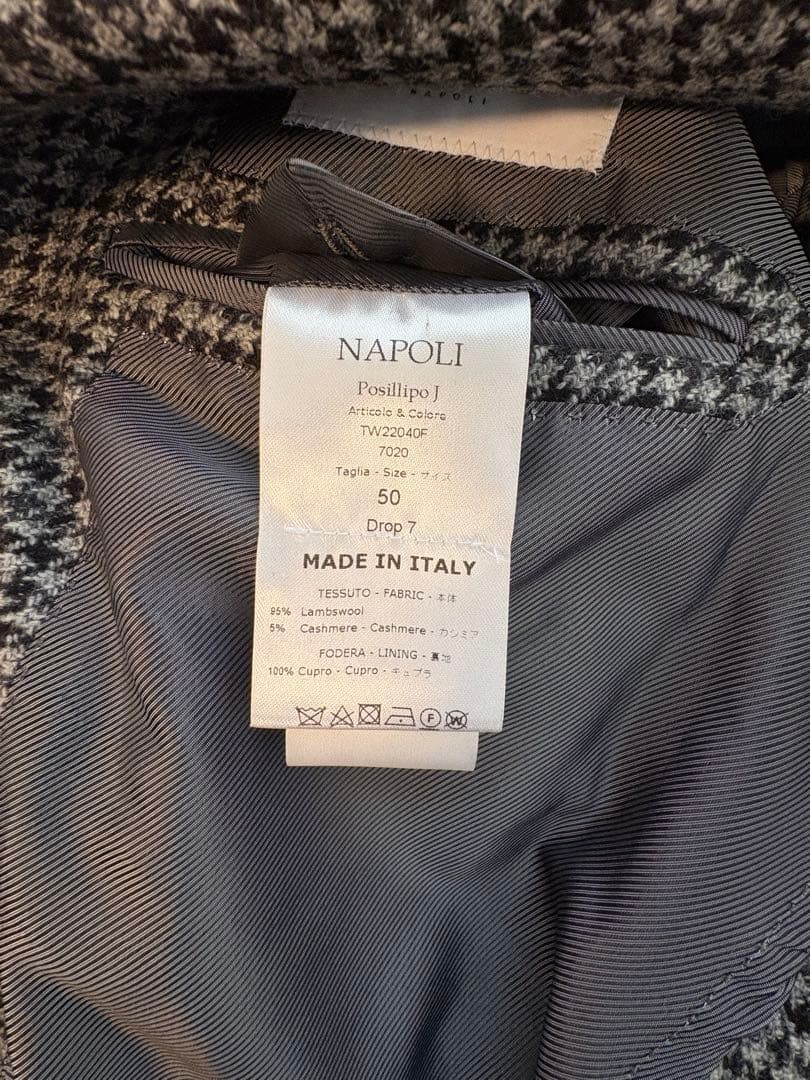 NAPOLI
NAPOLI
Posillipo J
Articolo & Colore
TW22040F
7020
Taglia - Size - サイズ
50
Drop 7
MADE IN ITALY
TESSUTO - FABRIC - 本体
95% Lambswool
5% Cashmere - Cashmere - カシミア
FODERA - LINING - 裏地
100% Cupro - Cupro - キュプラ
F W